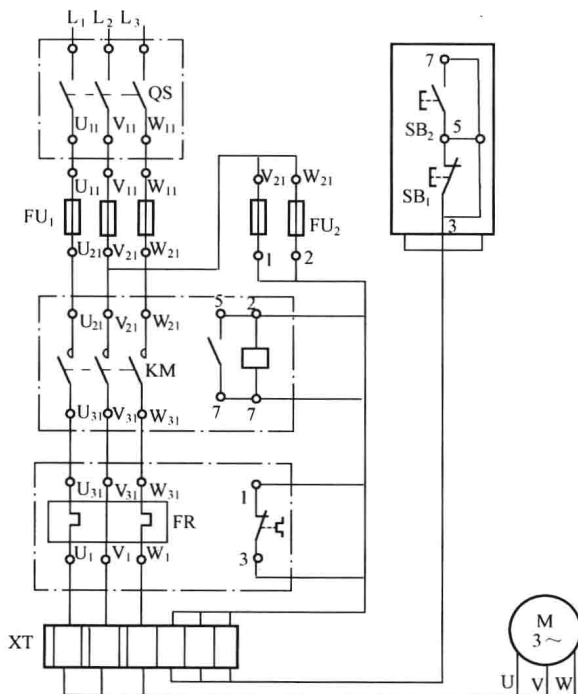 L₁ L₂ L₃
QS
U₁₁ V₁₁ W₁₁
U₁₁ V₁₁ W₁₁
FU₁
U₂₁ V₂₁ W₂₁
V₂₁ W₂₁
FU₂
1 2
7
SB₂ 5
SB₁
3
U₂₁ V₂₁ W₂₁
5 2
KM
7 7
U₃₁ V₃₁ W₃₁
U₃₁ V₃₁ W₃₁
1
FR
3
U₁ V₁ W₁
XT
M
3～
U V W